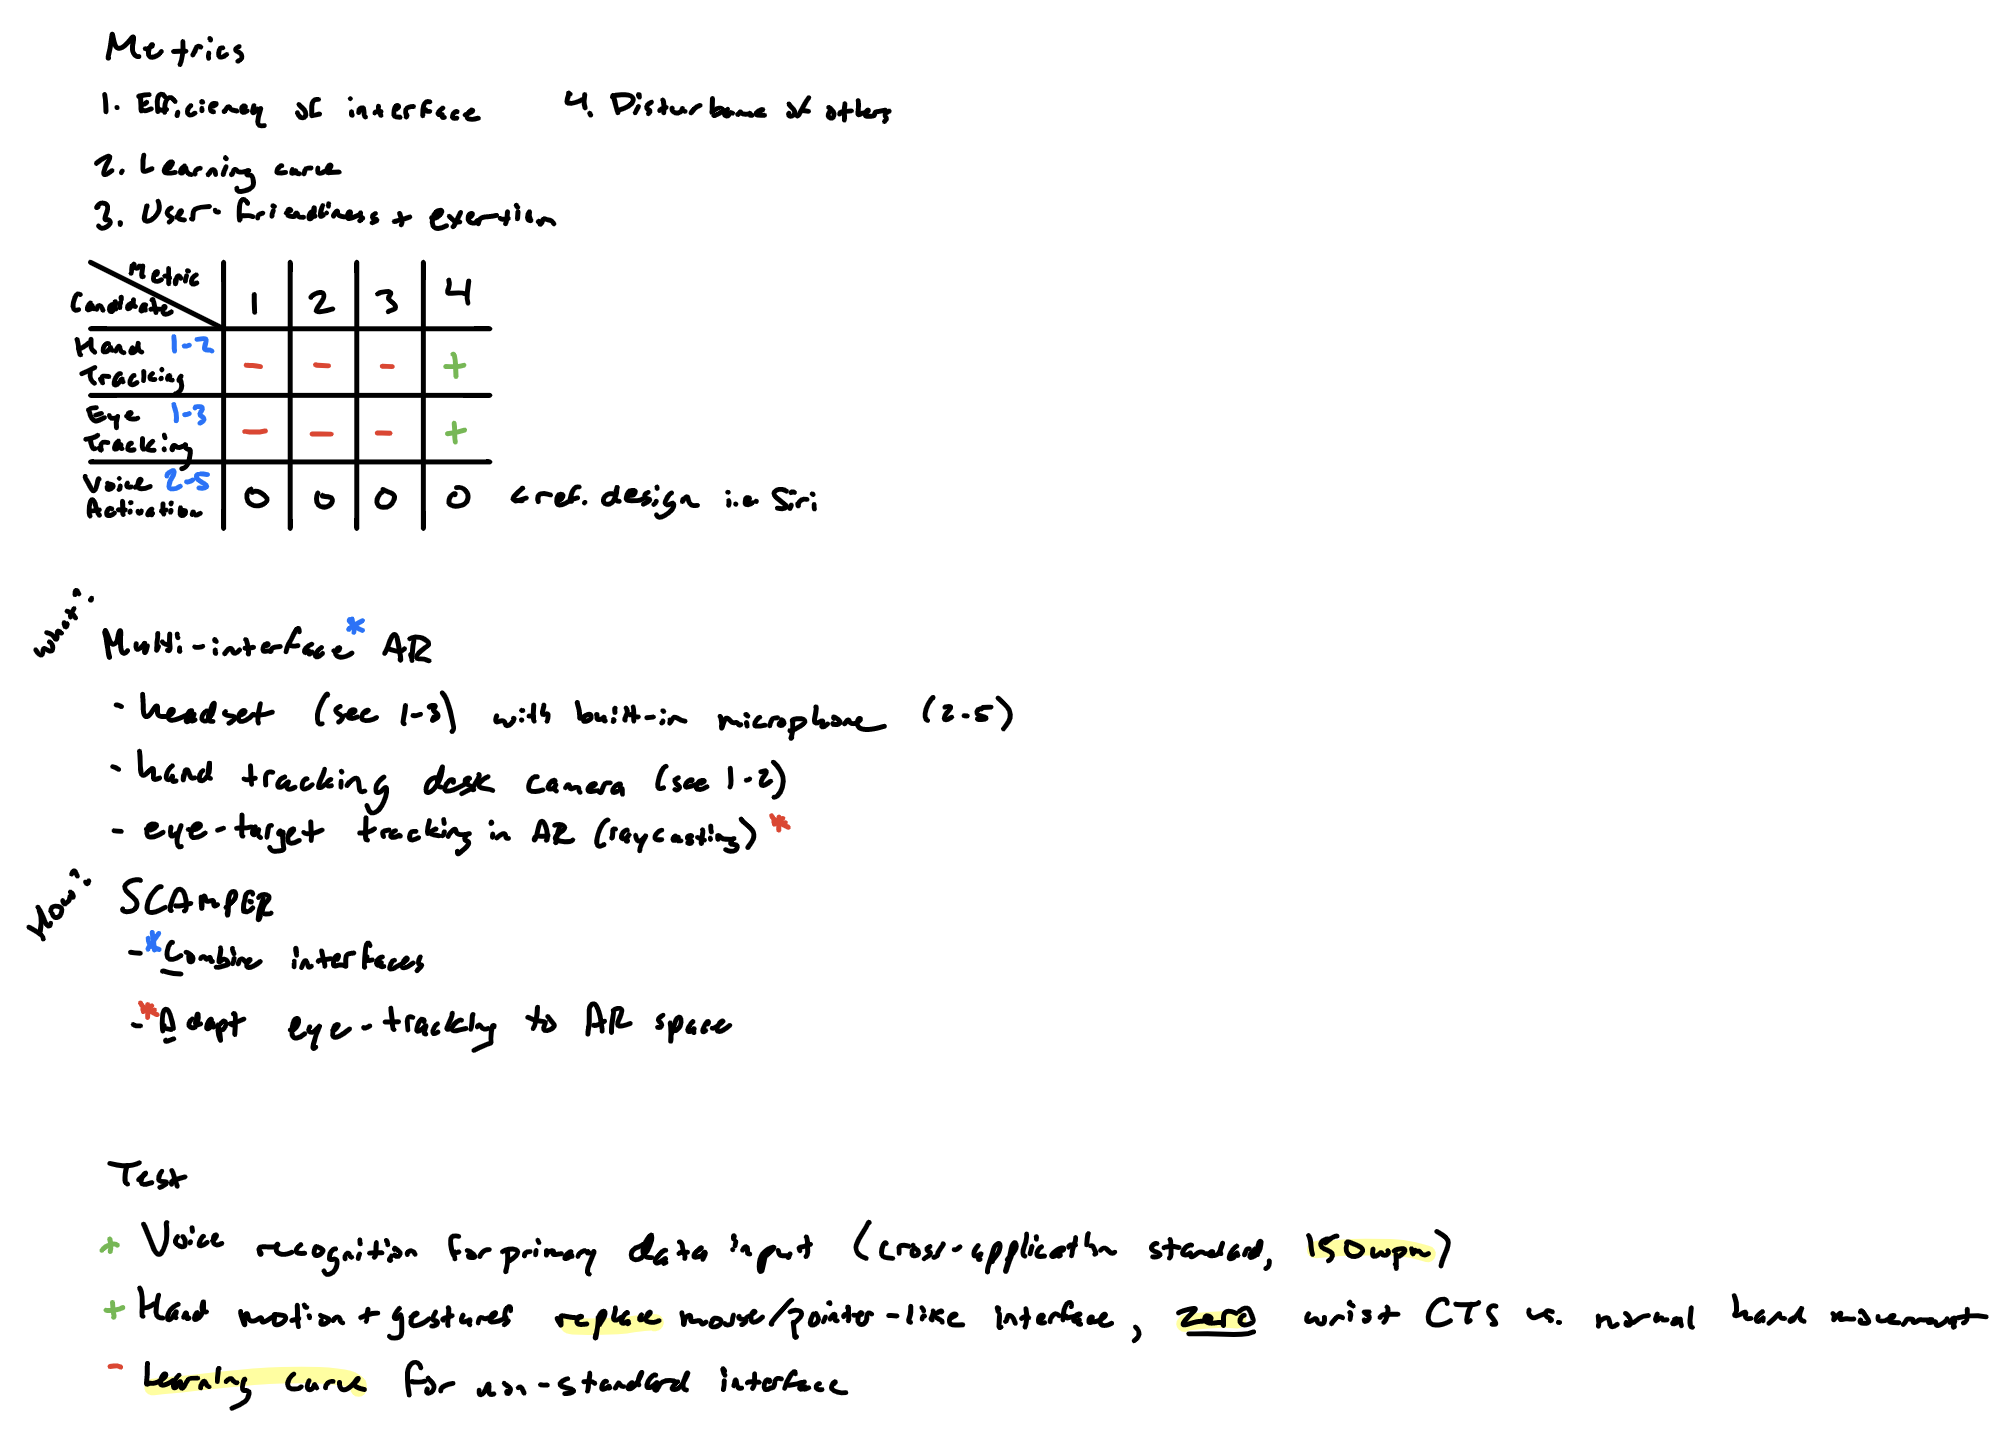 Metrics
1. Efficiency of interface 4. Disturbance of others
2. Learning curve
3. User-friendliness + exertion
Metric
Candidate 1 2 3 4
Hand 1-2
Tracking - - - +
Eye 1-3
Tracking - - - +
Voice 2-5
Activation 0 0 0 0 < ref. design i.e Siri
What?
Multi-interface* AR
- headset (see 1-3) with built-in microphone (2-5)
- hand tracking desk camera (see 1-2)
- eye-target tracking in AR (raycasting) *
How?
SCAMPER
- *Combine interfaces
- *Adapt eye-tracking to AR space
Test
+ Voice recognition for primary data input (cross-application standard, 150wpm)
+ Hand motion + gestures replace mouse/pointer-like interface, zero wrist CTS vs. normal hand movement
- Learning curve for non-standard interface